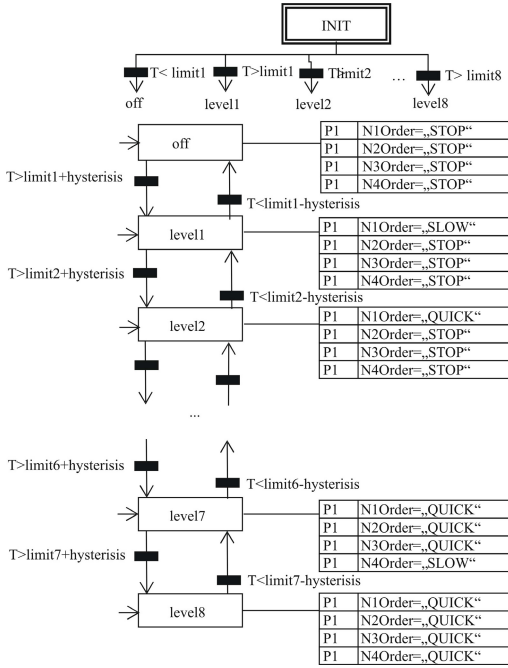 INIT
T< limit1
T>limit1
Tlimit2
...
T> limit8
off
level1
level2
level8
off
P1 N1Order=„STOP“
P1 N2Order=„STOP“
P1 N3Order=„STOP“
P1 N4Order=„STOP“
T>limit1+hysterisis
T<limit1-hysterisis
level1
P1 N1Order=„SLOW“
P1 N2Order=„STOP“
P1 N3Order=„STOP“
P1 N4Order=„STOP“
T>limit2+hysterisis
T<limit2-hysterisis
level2
P1 N1Order=„QUICK“
P1 N2Order=„STOP“
P1 N3Order=„STOP“
P1 N4Order=„STOP“
...
T>limit6+hysterisis
T<limit6-hysterisis
level7
P1 N1Order=„QUICK“
P1 N2Order=„QUICK“
P1 N3Order=„QUICK“
P1 N4Order=„SLOW“
T>limit7+hysterisis
T<limit7-hysterisis
level8
P1 N1Order=„QUICK“
P1 N2Order=„QUICK“
P1 N3Order=„QUICK“
P1 N4Order=„QUICK“